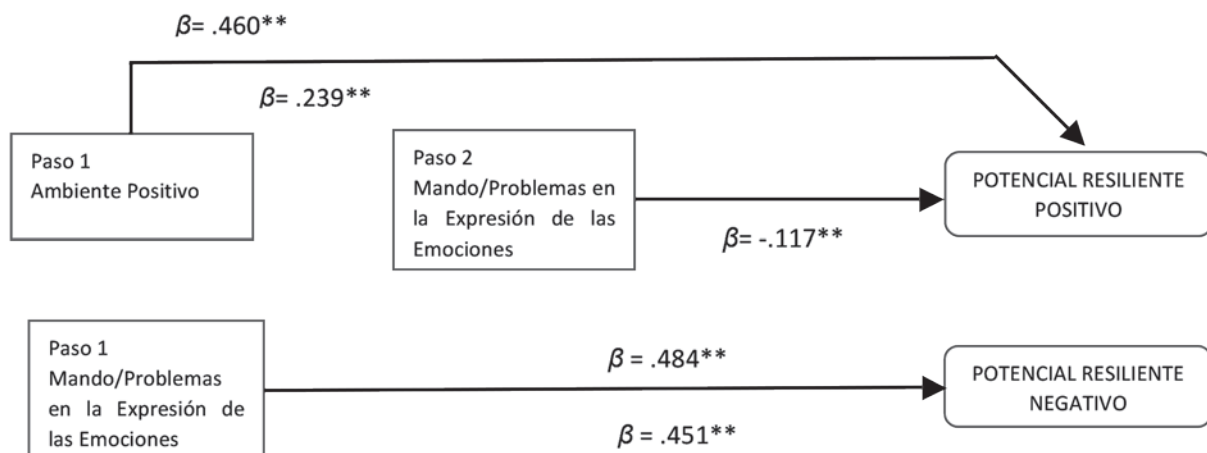 β= .460**
β= .239**
Paso 1
Ambiente Positivo
Paso 2
Mando/Problemas en
la Expresión de las
Emociones
β= -.117**
POTENCIAL RESILIENTE
POSITIVO
Paso 1
Mando/Problemas
en la Expresión de
las Emociones
β = .484**
β = .451**
POTENCIAL RESILIENTE
NEGATIVO